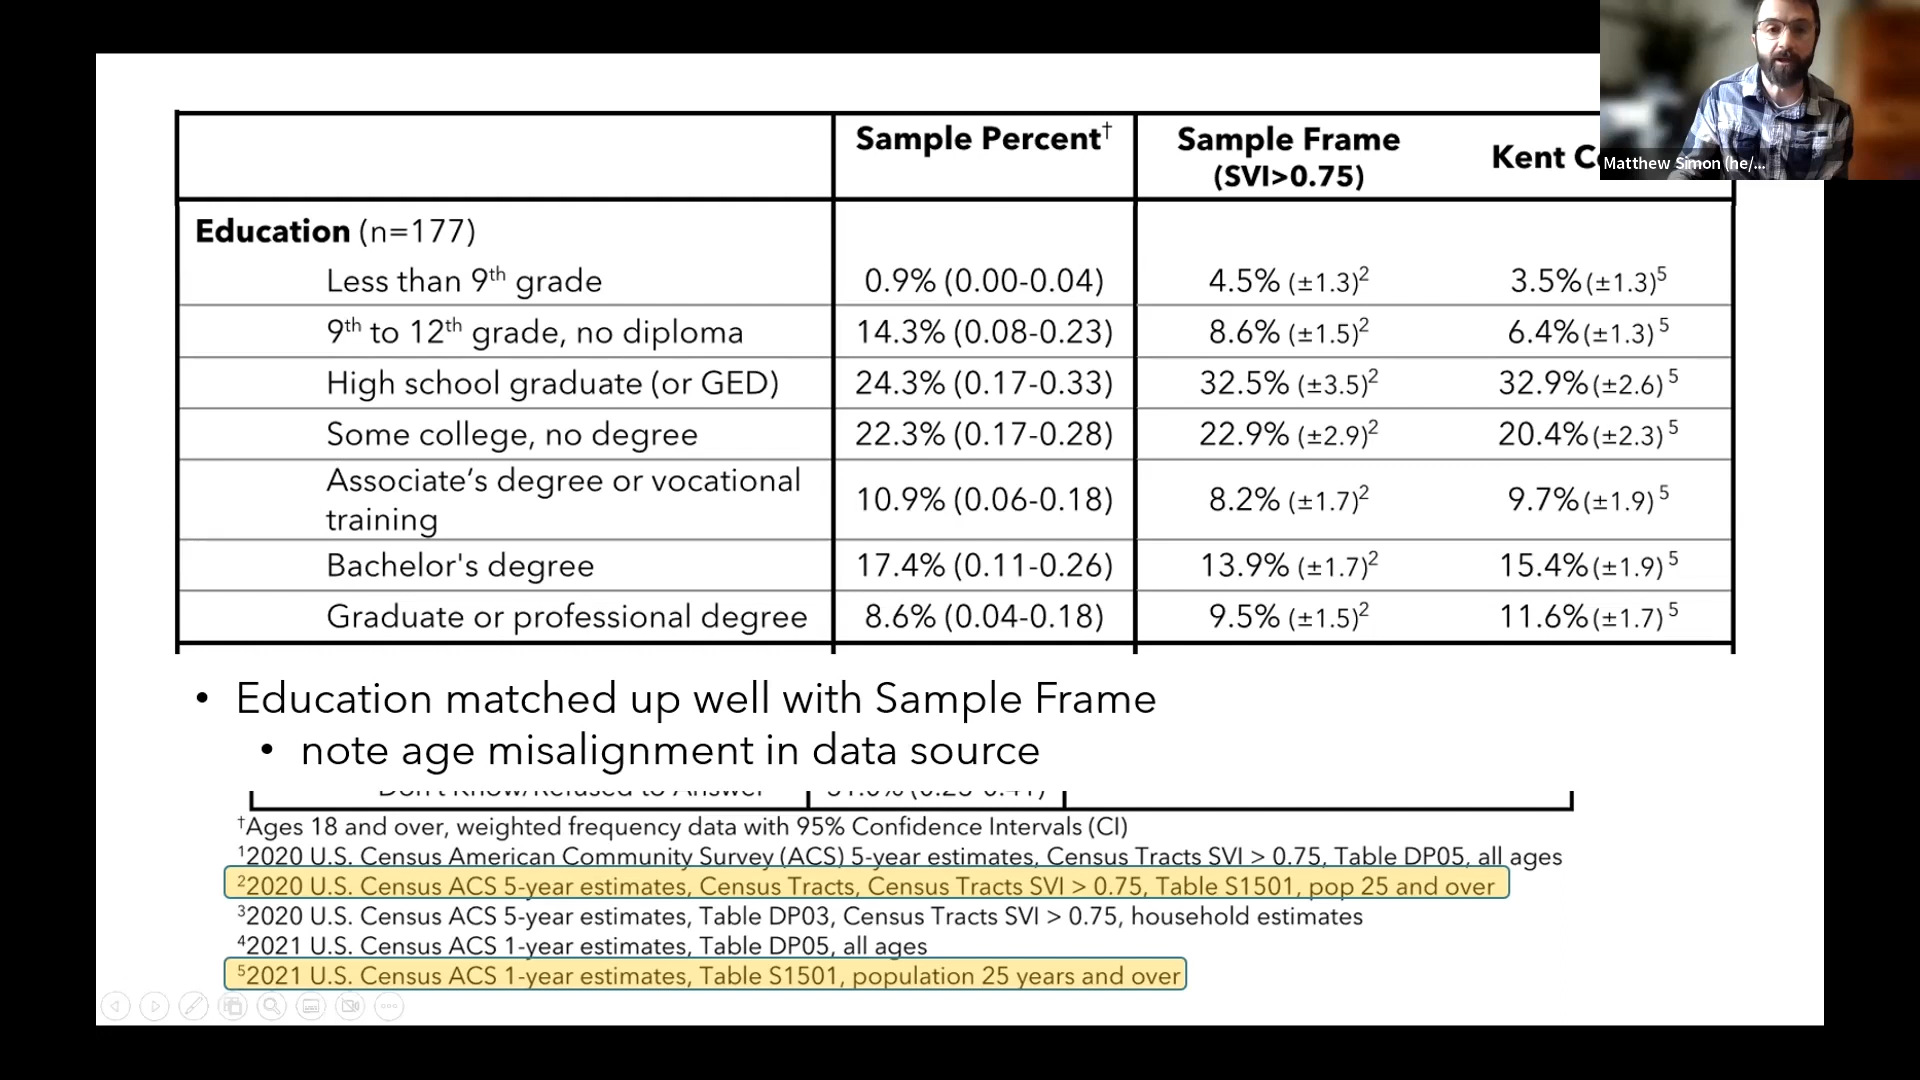 Sample Percent† Sample Frame Kent
(SVI>0.75)
Matthew Simon (he/...
Education (n=177)
Less than 9th grade 0.9% (0.00-0.04) 4.5% (±1.3)2 3.5%(±1.3)5
9th to 12th grade, no diploma 14.3% (0.08-0.23) 8.6% (±1.5)2 6.4%(±1.3)5
High school graduate (or GED) 24.3% (0.17-0.33) 32.5% (±3.5)2 32.9%(±2.6)5
Some college, no degree 22.3% (0.17-0.28) 22.9% (±2.9)2 20.4%(±2.3)5
Associate’s degree or vocational
training 10.9% (0.06-0.18) 8.2% (±1.7)2 9.7%(±1.9)5
Bachelor's degree 17.4% (0.11-0.26) 13.9% (±1.7)2 15.4%(±1.9)5
Graduate or professional degree 8.6% (0.04-0.18) 9.5% (±1.5)2 11.6%(±1.7)5
• Education matched up well with Sample Frame
• note age misalignment in data source
†Ages 18 and over, weighted frequency data with 95% Confidence Intervals (CI)
12020 U.S. Census American Community Survey (ACS) 5-year estimates, Census Tracts SVI > 0.75, Table DP05, all ages
22020 U.S. Census ACS 5-year estimates, Census Tracts, Census Tracts SVI > 0.75, Table S1501, pop 25 and over
32020 U.S. Census ACS 5-year estimates, Table DP03, Census Tracts SVI > 0.75, household estimates
42021 U.S. Census ACS 1-year estimates, Table DP05, all ages
52021 U.S. Census ACS 1-year estimates, Table S1501, population 25 years and over